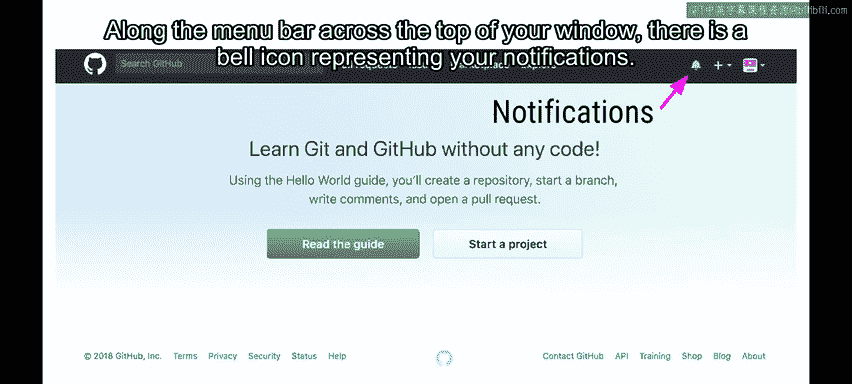 Along the menu bar across the top of your window, there is a
bell icon representing your notifications.
Search GitHub
Notifications
Learn Git and GitHub without any code!
Using the Hello World guide, you'll create a repository, start a branch,
write comments, and open a pull request.
Read the guide
Start a project
© 2018 GitHub, Inc. Terms Privacy Security Status Help
Contact GitHub API Training Shop Blog About